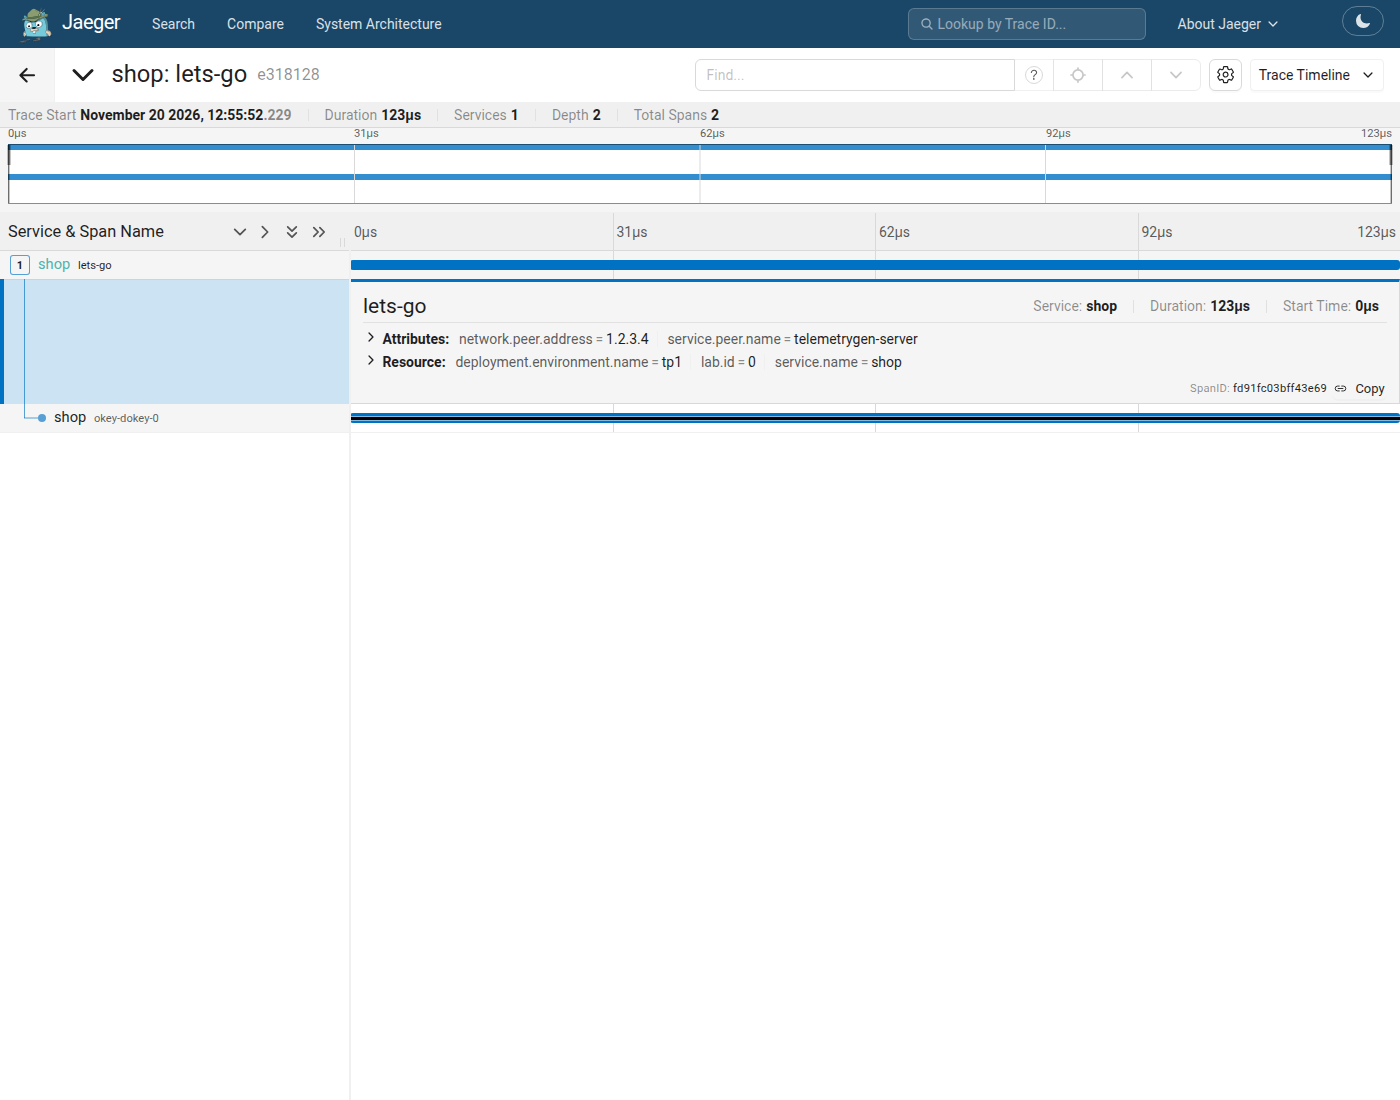 Jaeger Search Compare System Architecture Lookup by Trace ID... About Jaeger
shop: lets-go e318128 Find... ? Trace Timeline
Trace Start November 20 2026, 12:55:52.229 Duration 123μs Services 1 Depth 2 Total Spans 2
0μs 31μs 62μs 92μs 123μs
Service & Span Name 0μs 31μs 62μs 92μs 123μs
1 shop lets-go
lets-go Service: shop Duration: 123μs Start Time: 0μs
Attributes: network.peer.address = 1.2.3.4 service.peer.name = telemetrygen-server
Resource: deployment.environment.name = tp1 lab.id = 0 service.name = shop
SpanID: fd91fc03bff43e69 Copy
shop okey-dokey-0